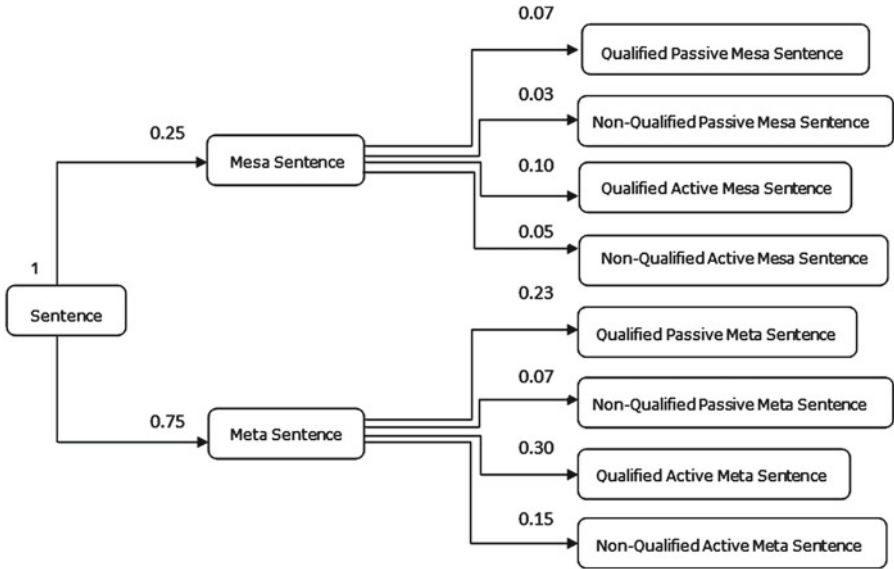 0.07
Qualified Passive Mesa Sentence
0.03
Non-Qualified Passive Mesa Sentence
0.25
Mesa Sentence
0.10
Qualified Active Mesa Sentence
0.05
Non-Qualified Active Mesa Sentence
1
Sentence
0.23
Qualified Passive Meta Sentence
0.07
Non-Qualified Passive Meta Sentence
0.75
Meta Sentence
0.30
Qualified Active Meta Sentence
0.15
Non-Qualified Active Meta Sentence